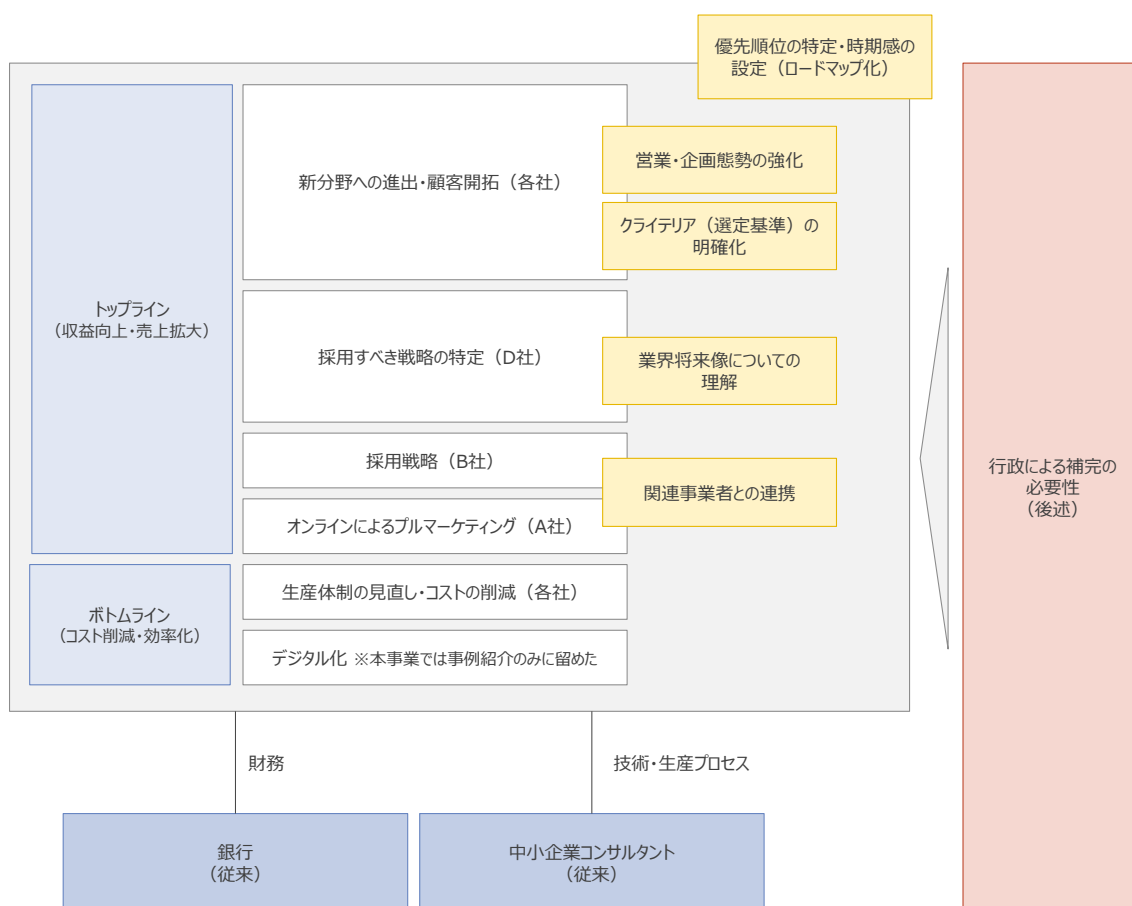 優先順位の特定・時期感の
設定（ロードマップ化）
トップライン
（収益向上・売上拡大）
新分野への進出・顧客開拓（各社）
営業・企画態勢の強化
クライテリア（選定基準）の
明確化
採用すべき戦略の特定（D社）
業界将来像についての
理解
採用戦略（B社）
関連事業者との連携
オンラインによるプルマーケティング（A社）
ボトムライン
（コスト削減・効率化）
生産体制の見直し・コストの削減（各社）
デジタル化 ※本事業では事例紹介のみに留めた
行政による補完の
必要性
（後述）
財務
技術・生産プロセス
銀行
（従来）
中小企業コンサルタント
（従来）